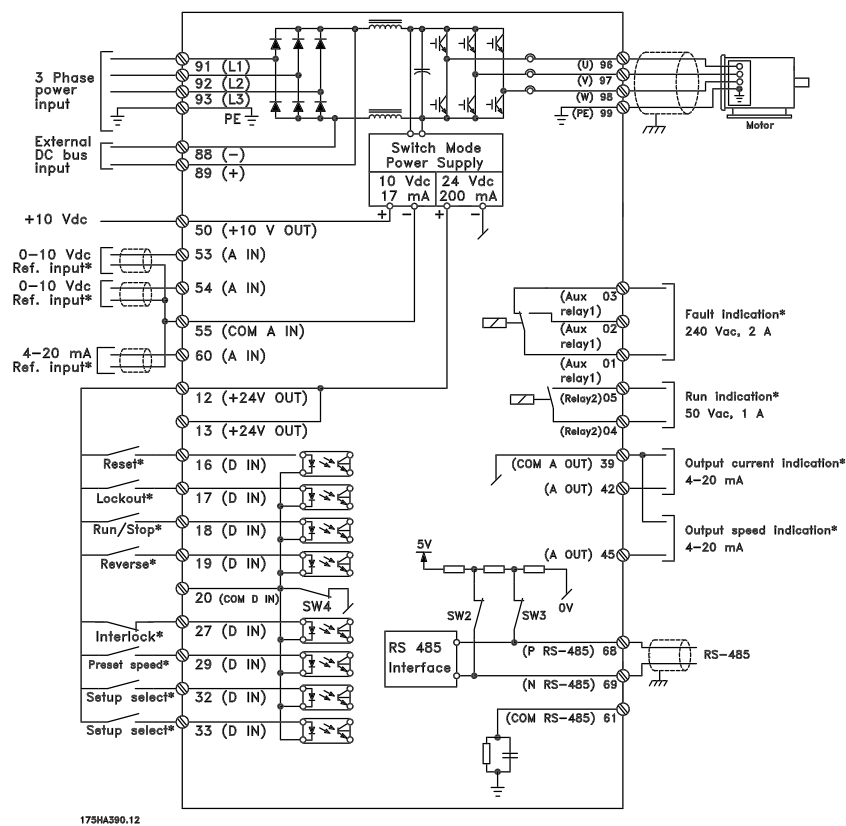 3 Phase
power
input
91 (L1)
92 (L2)
93 (L3)
PE
External
DC bus
input
88 (-)
89 (+)
Switch Mode
Power Supply
10 Vdc
17 mA
24 Vdc
200 mA
+ - + -
(U) 96
(V) 97
(W) 98
(PE) 99
Motor
+10 Vdc
50 (+10 V OUT)
0-10 Vdc
Ref. input*
53 (A IN)
0-10 Vdc
Ref. input*
54 (A IN)
55 (COM A IN)
4-20 mA
Ref. input*
60 (A IN)
12 (+24V OUT)
13 (+24V OUT)
(Aux 03
relay1)
(Aux 02
relay1)
(Aux 01
relay1)
Fault indication*
240 Vac, 2 A
(Relay2)05
(Relay2)04
Run indication*
50 Vac, 1 A
Reset*
16 (D IN)
Lockout*
17 (D IN)
Run/Stop*
18 (D IN)
Reverse*
19 (D IN)
20 (COM D IN)
SW4
Interlock*
27 (D IN)
Preset speed*
29 (D IN)
Setup select*
32 (D IN)
Setup select*
33 (D IN)
(COM A OUT) 39
(A OUT) 42
Output current indication*
4-20 mA
Output speed indication*
4-20 mA
(A OUT) 45
5V
0V
SW2
SW3
RS 485
Interface
(P RS-485) 68
(N RS-485) 69
RS-485
(COM RS-485) 61
175HA390.12